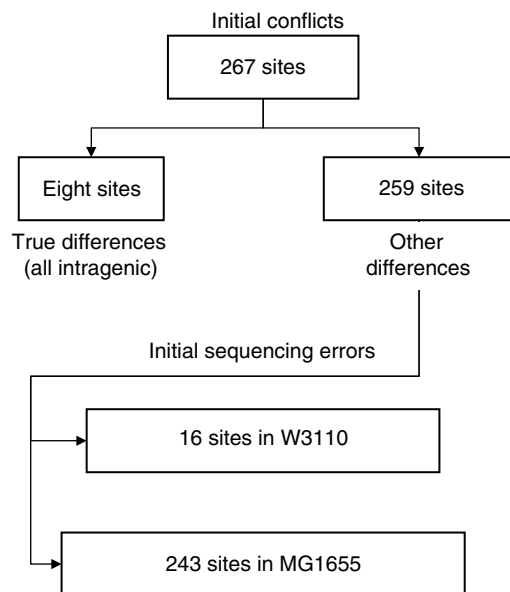 Initial conflicts
267 sites
Eight sites
259 sites
True differences
(all intragenic)
Other
differences
Initial sequencing errors
16 sites in W3110
243 sites in MG1655